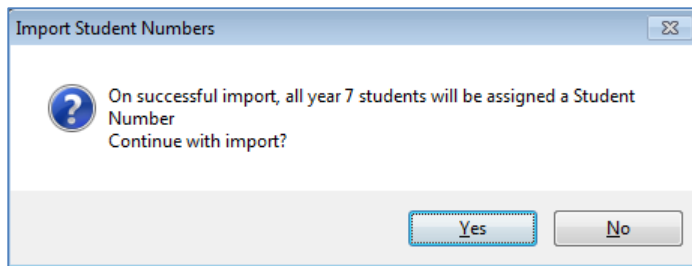 Import Student Numbers
On successful import, all year 7 students will be assigned a Student
Number
Continue with import?
Yes
No